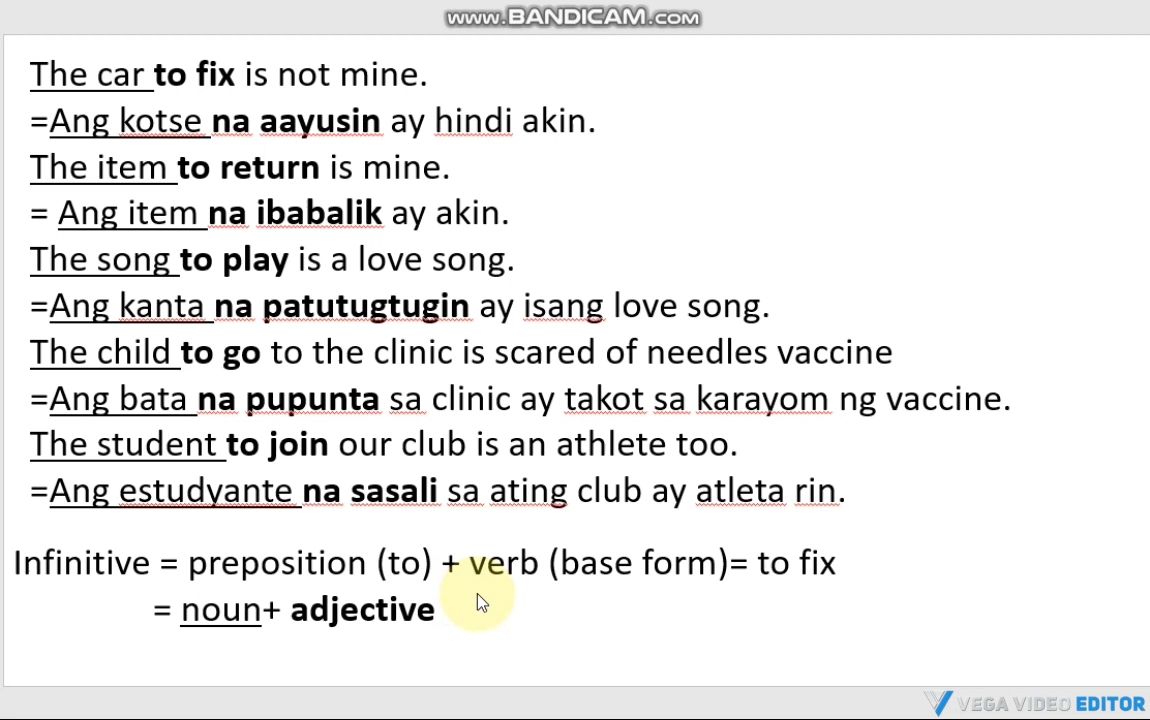 www.BANDICAM.com
The car to fix is not mine.
=Ang kotse na aayusin ay hindi akin.
The item to return is mine.
= Ang item na ibabalik ay akin.
The song to play is a love song.
=Ang kanta na patutugtugin ay isang love song.
The child to go to the clinic is scared of needles vaccine
=Ang bata na pupunta sa clinic ay takot sa karayom ng vaccine.
The student to join our club is an athlete too.
=Ang estudyante na sasali sa ating club ay atleta rin.
Infinitive = preposition (to) + verb (base form)= to fix
= noun+ adjective
VEGA VIDEO EDITOR